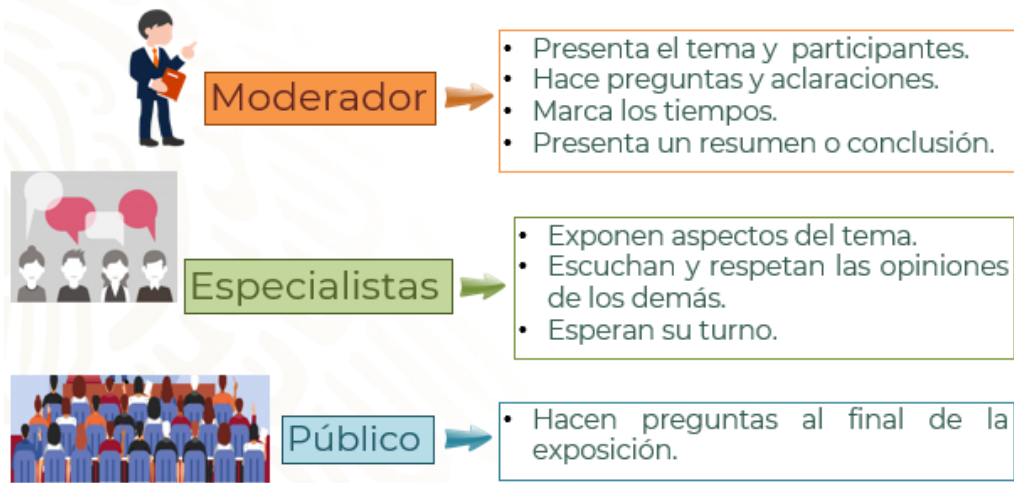 Moderador
• Presenta el tema y participantes.
• Hace preguntas y aclaraciones.
• Marca los tiempos.
• Presenta un resumen o conclusión.
Especialistas
• Exponen aspectos del tema.
• Escuchan y respetan las opiniones
de los demás.
• Esperan su turno.
Público
• Hacen preguntas al final de la
exposición.